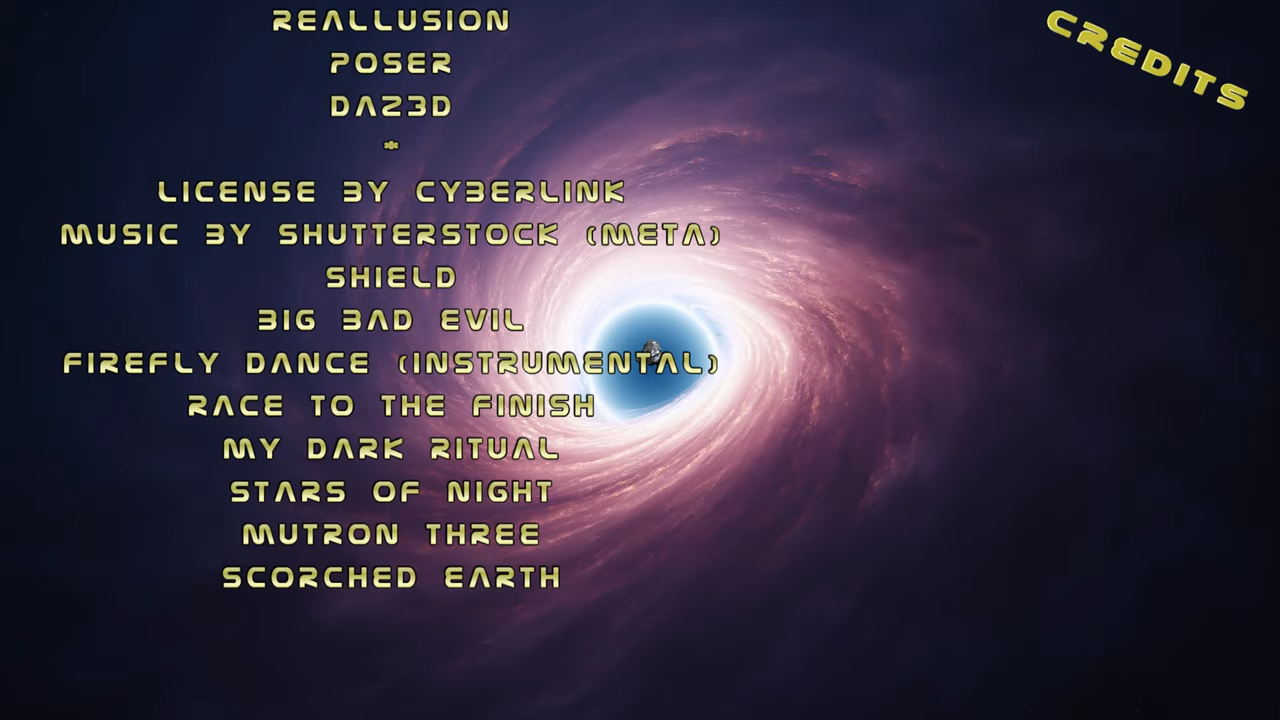 CREDITS
REALLUSION
POSER
DAZ3D
*
LICENSE BY CYBERLINK
MUSIC BY SHUTTERSTOCK (META)
SHIELD
BIG BAD EVIL
FIREFLY DANCE (INSTRUMENTAL)
RACE TO THE FINISH
MY DARK RITUAL
STARS OF NIGHT
MUTRON THREE
SCORCHED EARTH